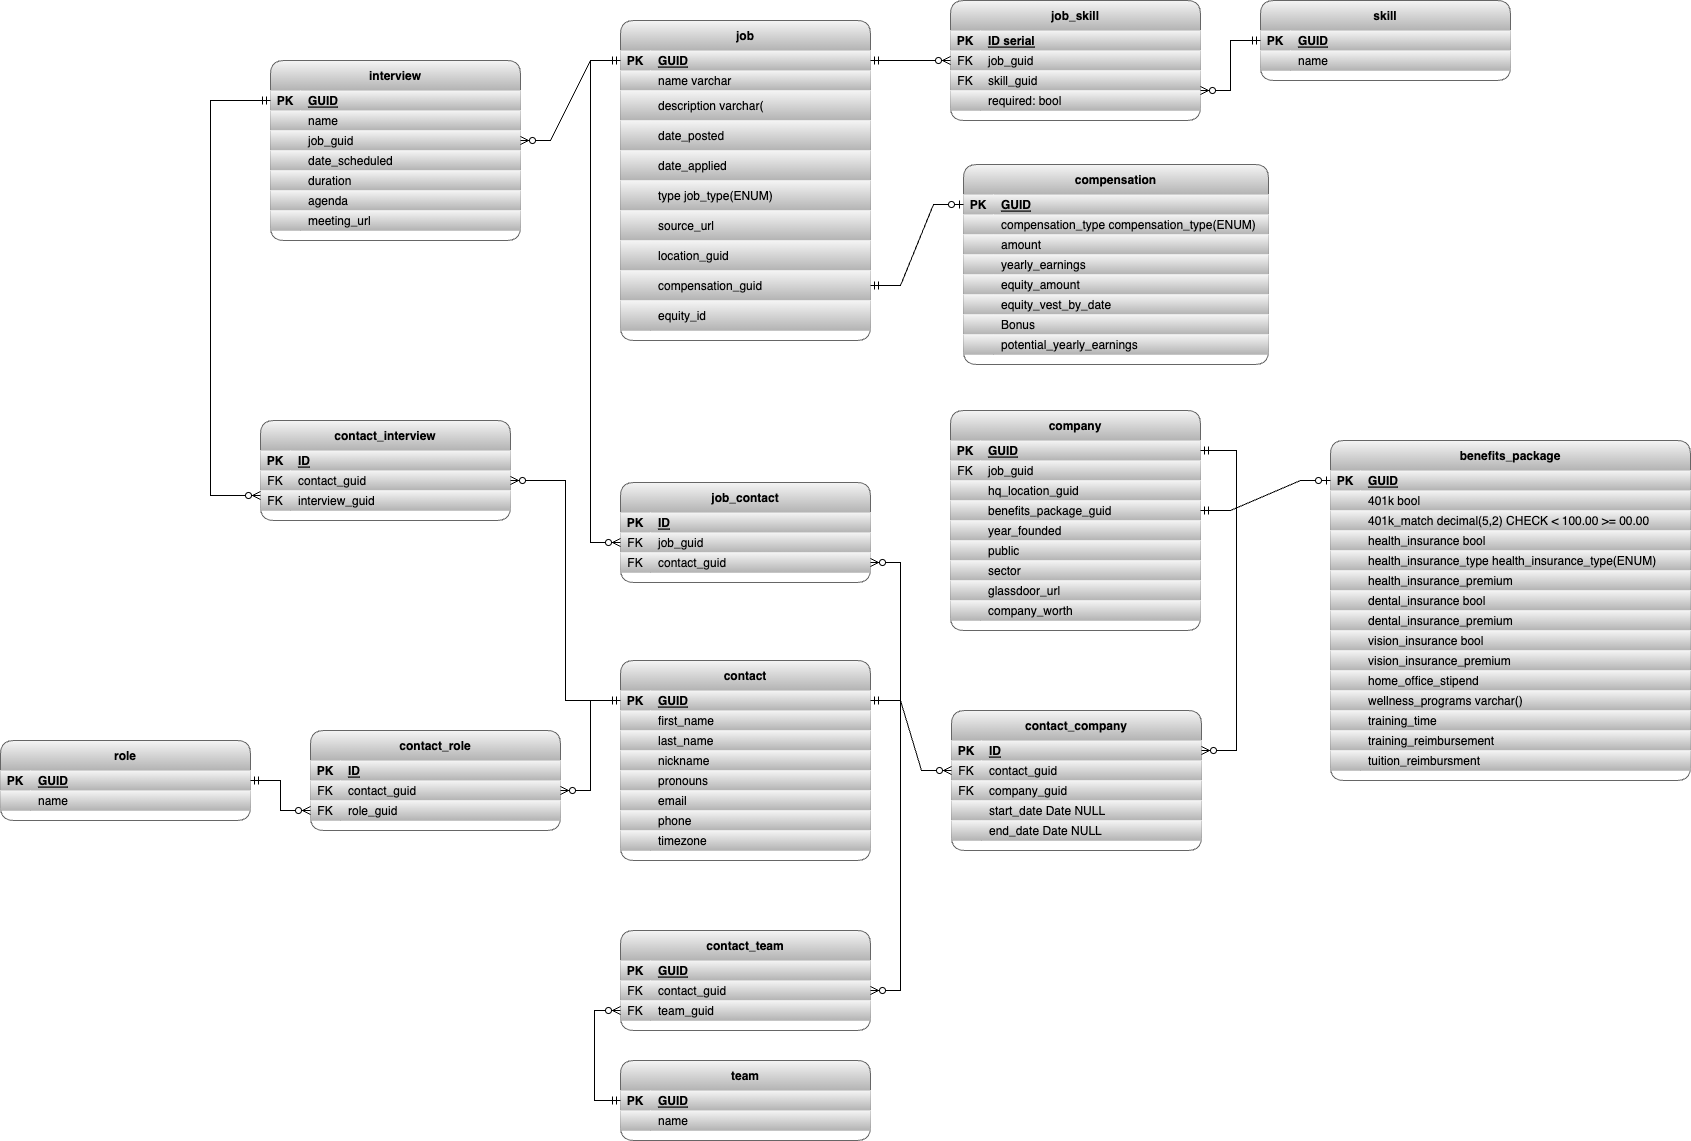 job_skill
PK ID serial
FK job_guid
FK skill_guid
required: bool
skill
PK GUID
name
job
PK GUID
name varchar
description varchar(
date_posted
date_applied
type job_type(ENUM)
source_url
location_guid
compensation_guid
equity_id
interview
PK GUID
name
job_guid
date_scheduled
duration
agenda
meeting_url
compensation
PK GUID
compensation_type compensation_type(ENUM)
amount
yearly_earnings
equity_amount
equity_vest_by_date
Bonus
potential_yearly_earnings
contact_interview
PK ID
FK contact_guid
FK interview_guid
job_contact
PK ID
FK job_guid
FK contact_guid
company
PK GUID
FK job_guid
hq_location_guid
benefits_package_guid
year_founded
public
sector
glassdoor_url
company_worth
benefits_package
PK GUID
401k bool
401k_match decimal(5,2) CHECK < 100.00 >= 00.00
health_insurance bool
health_insurance_type health_insurance_type(ENUM)
health_insurance_premium
dental_insurance bool
dental_insurance_premium
vision_insurance bool
vision_insurance_premium
home_office_stipend
wellness_programs varchar()
training_time
training_reimbursement
tuition_reimbursment
contact
PK GUID
first_name
last_name
nickname
pronouns
email
phone
timezone
contact_company
PK ID
FK contact_guid
FK company_guid
start_date Date NULL
end_date Date NULL
role
PK GUID
name
contact_role
PK ID
FK contact_guid
FK role_guid
contact_team
PK GUID
FK contact_guid
FK team_guid
team
PK GUID
name